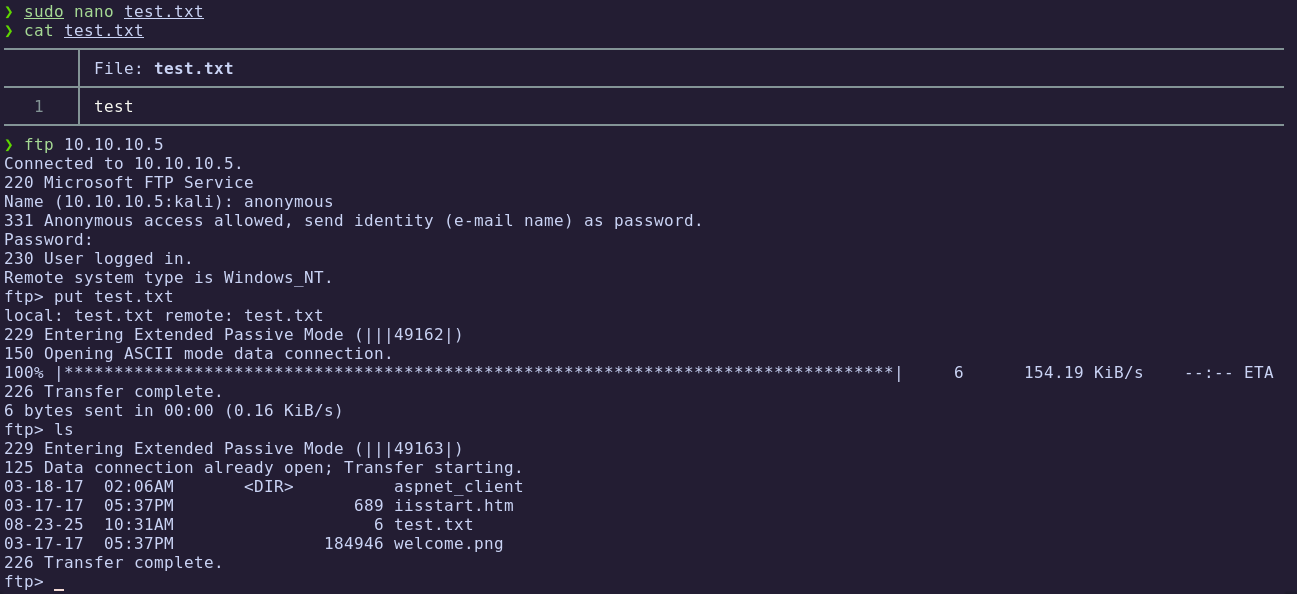 ❯ sudo nano test.txt
❯ cat test.txt
File: test.txt
1 test
❯ ftp 10.10.10.5
Connected to 10.10.10.5.
220 Microsoft FTP Service
Name (10.10.10.5:kali): anonymous
331 Anonymous access allowed, send identity (e-mail name) as password.
Password:
230 User logged in.
Remote system type is Windows_NT.
ftp> put test.txt
local: test.txt remote: test.txt
229 Entering Extended Passive Mode (|||49162|)
150 Opening ASCII mode data connection.
100% |***********************************************************************************|     6      154.19 KiB/s    --:-- ETA
226 Transfer complete.
6 bytes sent in 00:00 (0.16 KiB/s)
ftp> ls
229 Entering Extended Passive Mode (|||49163|)
125 Data connection already open; Transfer starting.
03-18-17  02:06AM       <DIR>          aspnet_client
03-17-17  05:37PM                  689 iisstart.htm
08-23-25  10:31AM                    6 test.txt
03-17-17  05:37PM               184946 welcome.png
226 Transfer complete.
ftp> _